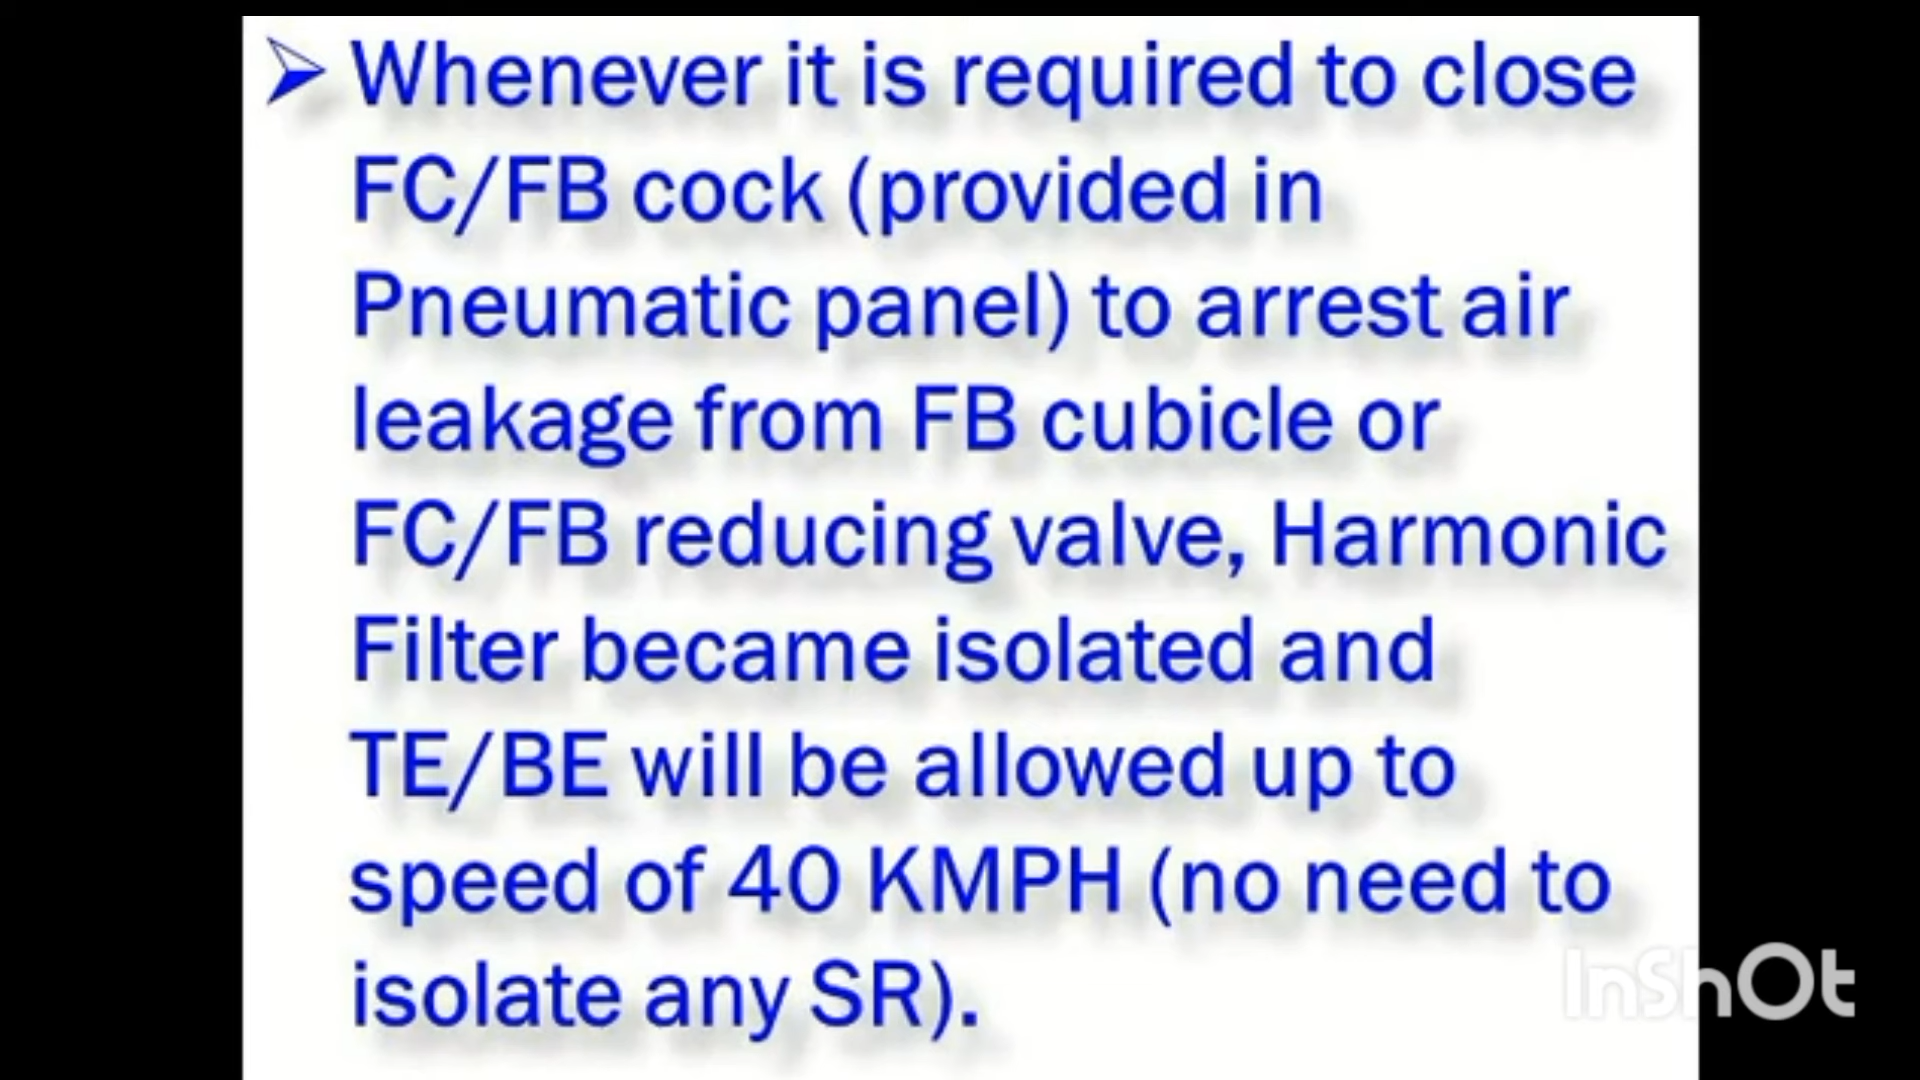 ➢ Whenever it is required to close
FC/FB cock (provided in
Pneumatic panel) to arrest air
leakage from FB cubicle or
FC/FB reducing valve, Harmonic
Filter became isolated and
TE/BE will be allowed up to
speed of 40 KMPH (no need to
isolate any SR).
InShOt